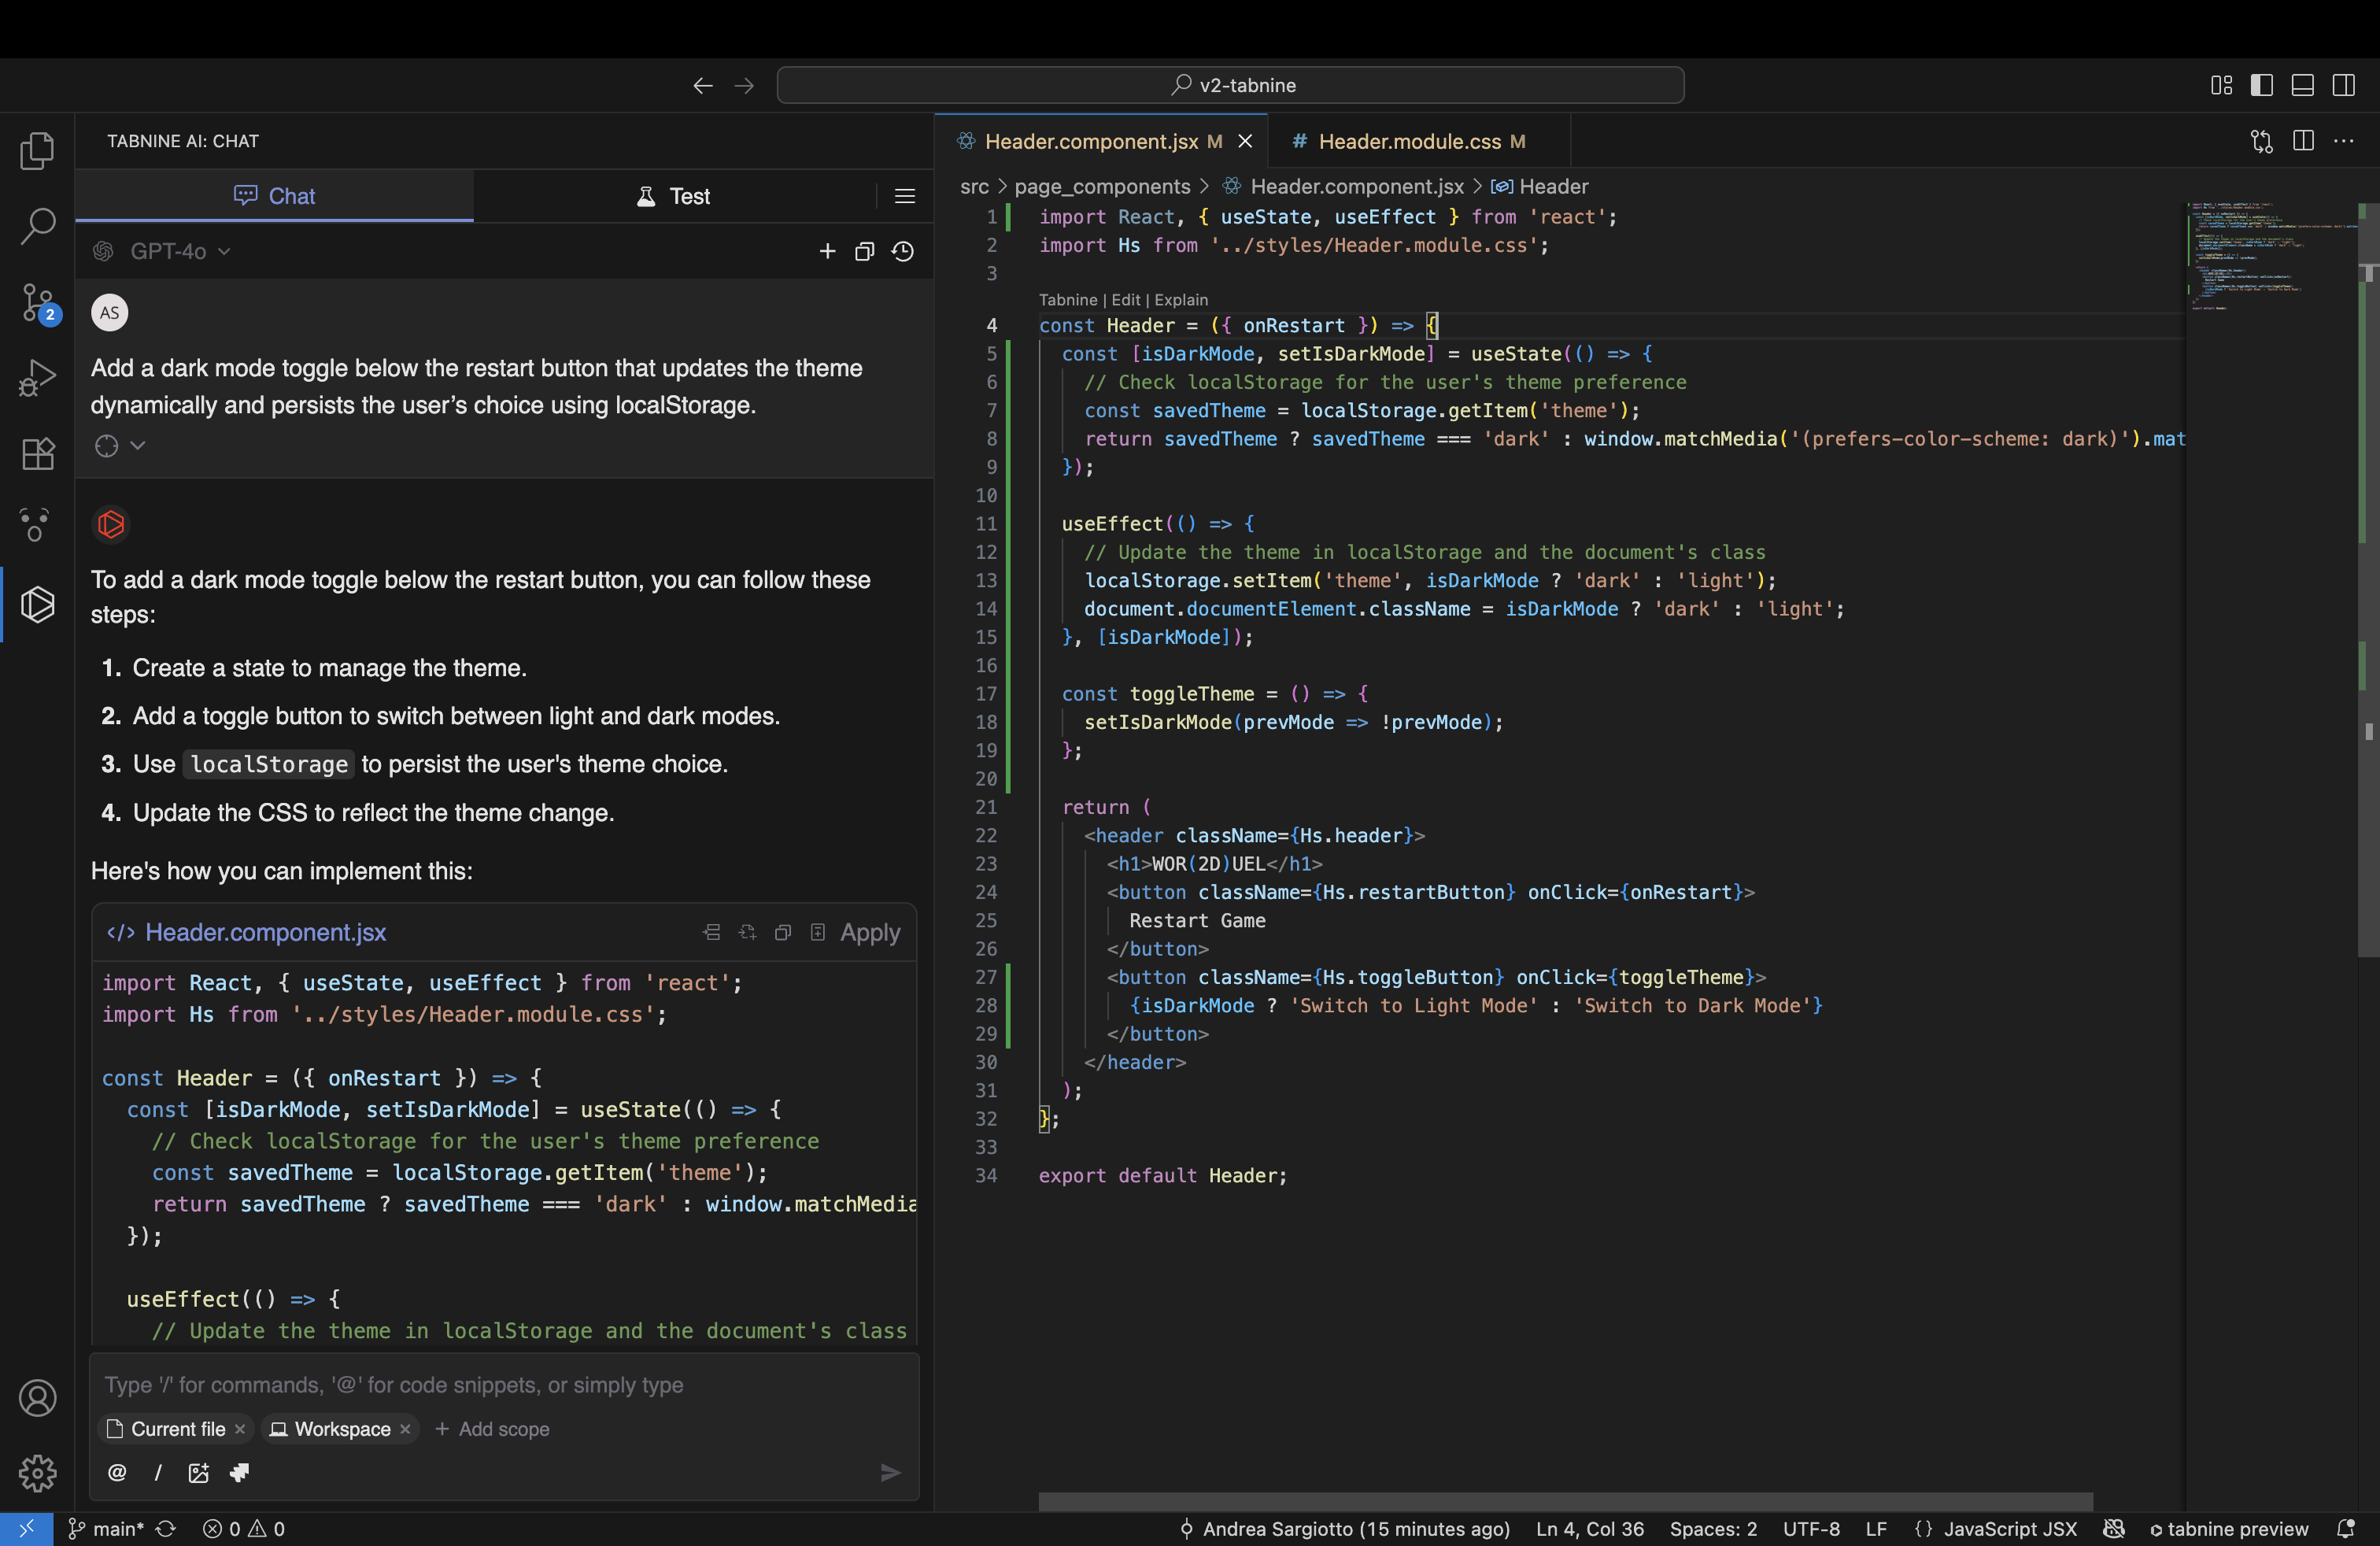 v2-tabnine
TABNINE AI: CHAT
Chat
Test
GPT-4o
2
AS
Add a dark mode toggle below the restart button that updates the theme
dynamically and persists the user’s choice using localStorage.
To add a dark mode toggle below the restart button, you can follow these
steps:
1. Create a state to manage the theme.
2. Add a toggle button to switch between light and dark modes.
3. Use localStorage to persist the user's theme choice.
4. Update the CSS to reflect the theme change.
Here's how you can implement this:
</> Header.component.jsx
Apply
import React, { useState, useEffect } from 'react';
import Hs from '../styles/Header.module.css';
const Header = ({ onRestart }) => {
const [isDarkMode, setIsDarkMode] = useState(() => {
// Check localStorage for the user's theme preference
const savedTheme = localStorage.getItem('theme');
return savedTheme ? savedTheme === 'dark' : window.matchMedia
});
useEffect(() => {
// Update the theme in localStorage and the document's class
Type '/' for commands, '@' for code snippets, or simply type
Current file × Workspace × + Add scope
@ /
Header.component.jsx M
# Header.module.css M
src > page_components > Header.component.jsx > Header
1 import React, { useState, useEffect } from 'react';
2 import Hs from '../styles/Header.module.css';
3
Tabnine | Edit | Explain
4 const Header = ({ onRestart }) => {
5 const [isDarkMode, setIsDarkMode] = useState(() => {
6 // Check localStorage for the user's theme preference
7 const savedTheme = localStorage.getItem('theme');
8 return savedTheme ? savedTheme === 'dark' : window.matchMedia('(prefers-color-scheme: dark)').mat
9 });
10
11 useEffect(() => {
12 // Update the theme in localStorage and the document's class
13 localStorage.setItem('theme', isDarkMode ? 'dark' : 'light');
14 document.documentElement.className = isDarkMode ? 'dark' : 'light';
15 }, [isDarkMode]);
16
17 const toggleTheme = () => {
18 setIsDarkMode(prevMode => !prevMode);
19 };
20
21 return (
22 <header className={Hs.header}>
23 <h1>WOR(2D)UEL</h1>
24 <button className={Hs.restartButton} onClick={onRestart}>
25 Restart Game
26 </button>
27 <button className={Hs.toggleButton} onClick={toggleTheme}>
28 {isDarkMode ? 'Switch to Light Mode' : 'Switch to Dark Mode'}
29 </button>
30 </header>
31 );
32 };
33
34 export default Header;
main* 0 0
Andrea Sargiotto (15 minutes ago) Ln 4, Col 36 Spaces: 2 UTF-8 LF {} JavaScript JSX tabnine preview